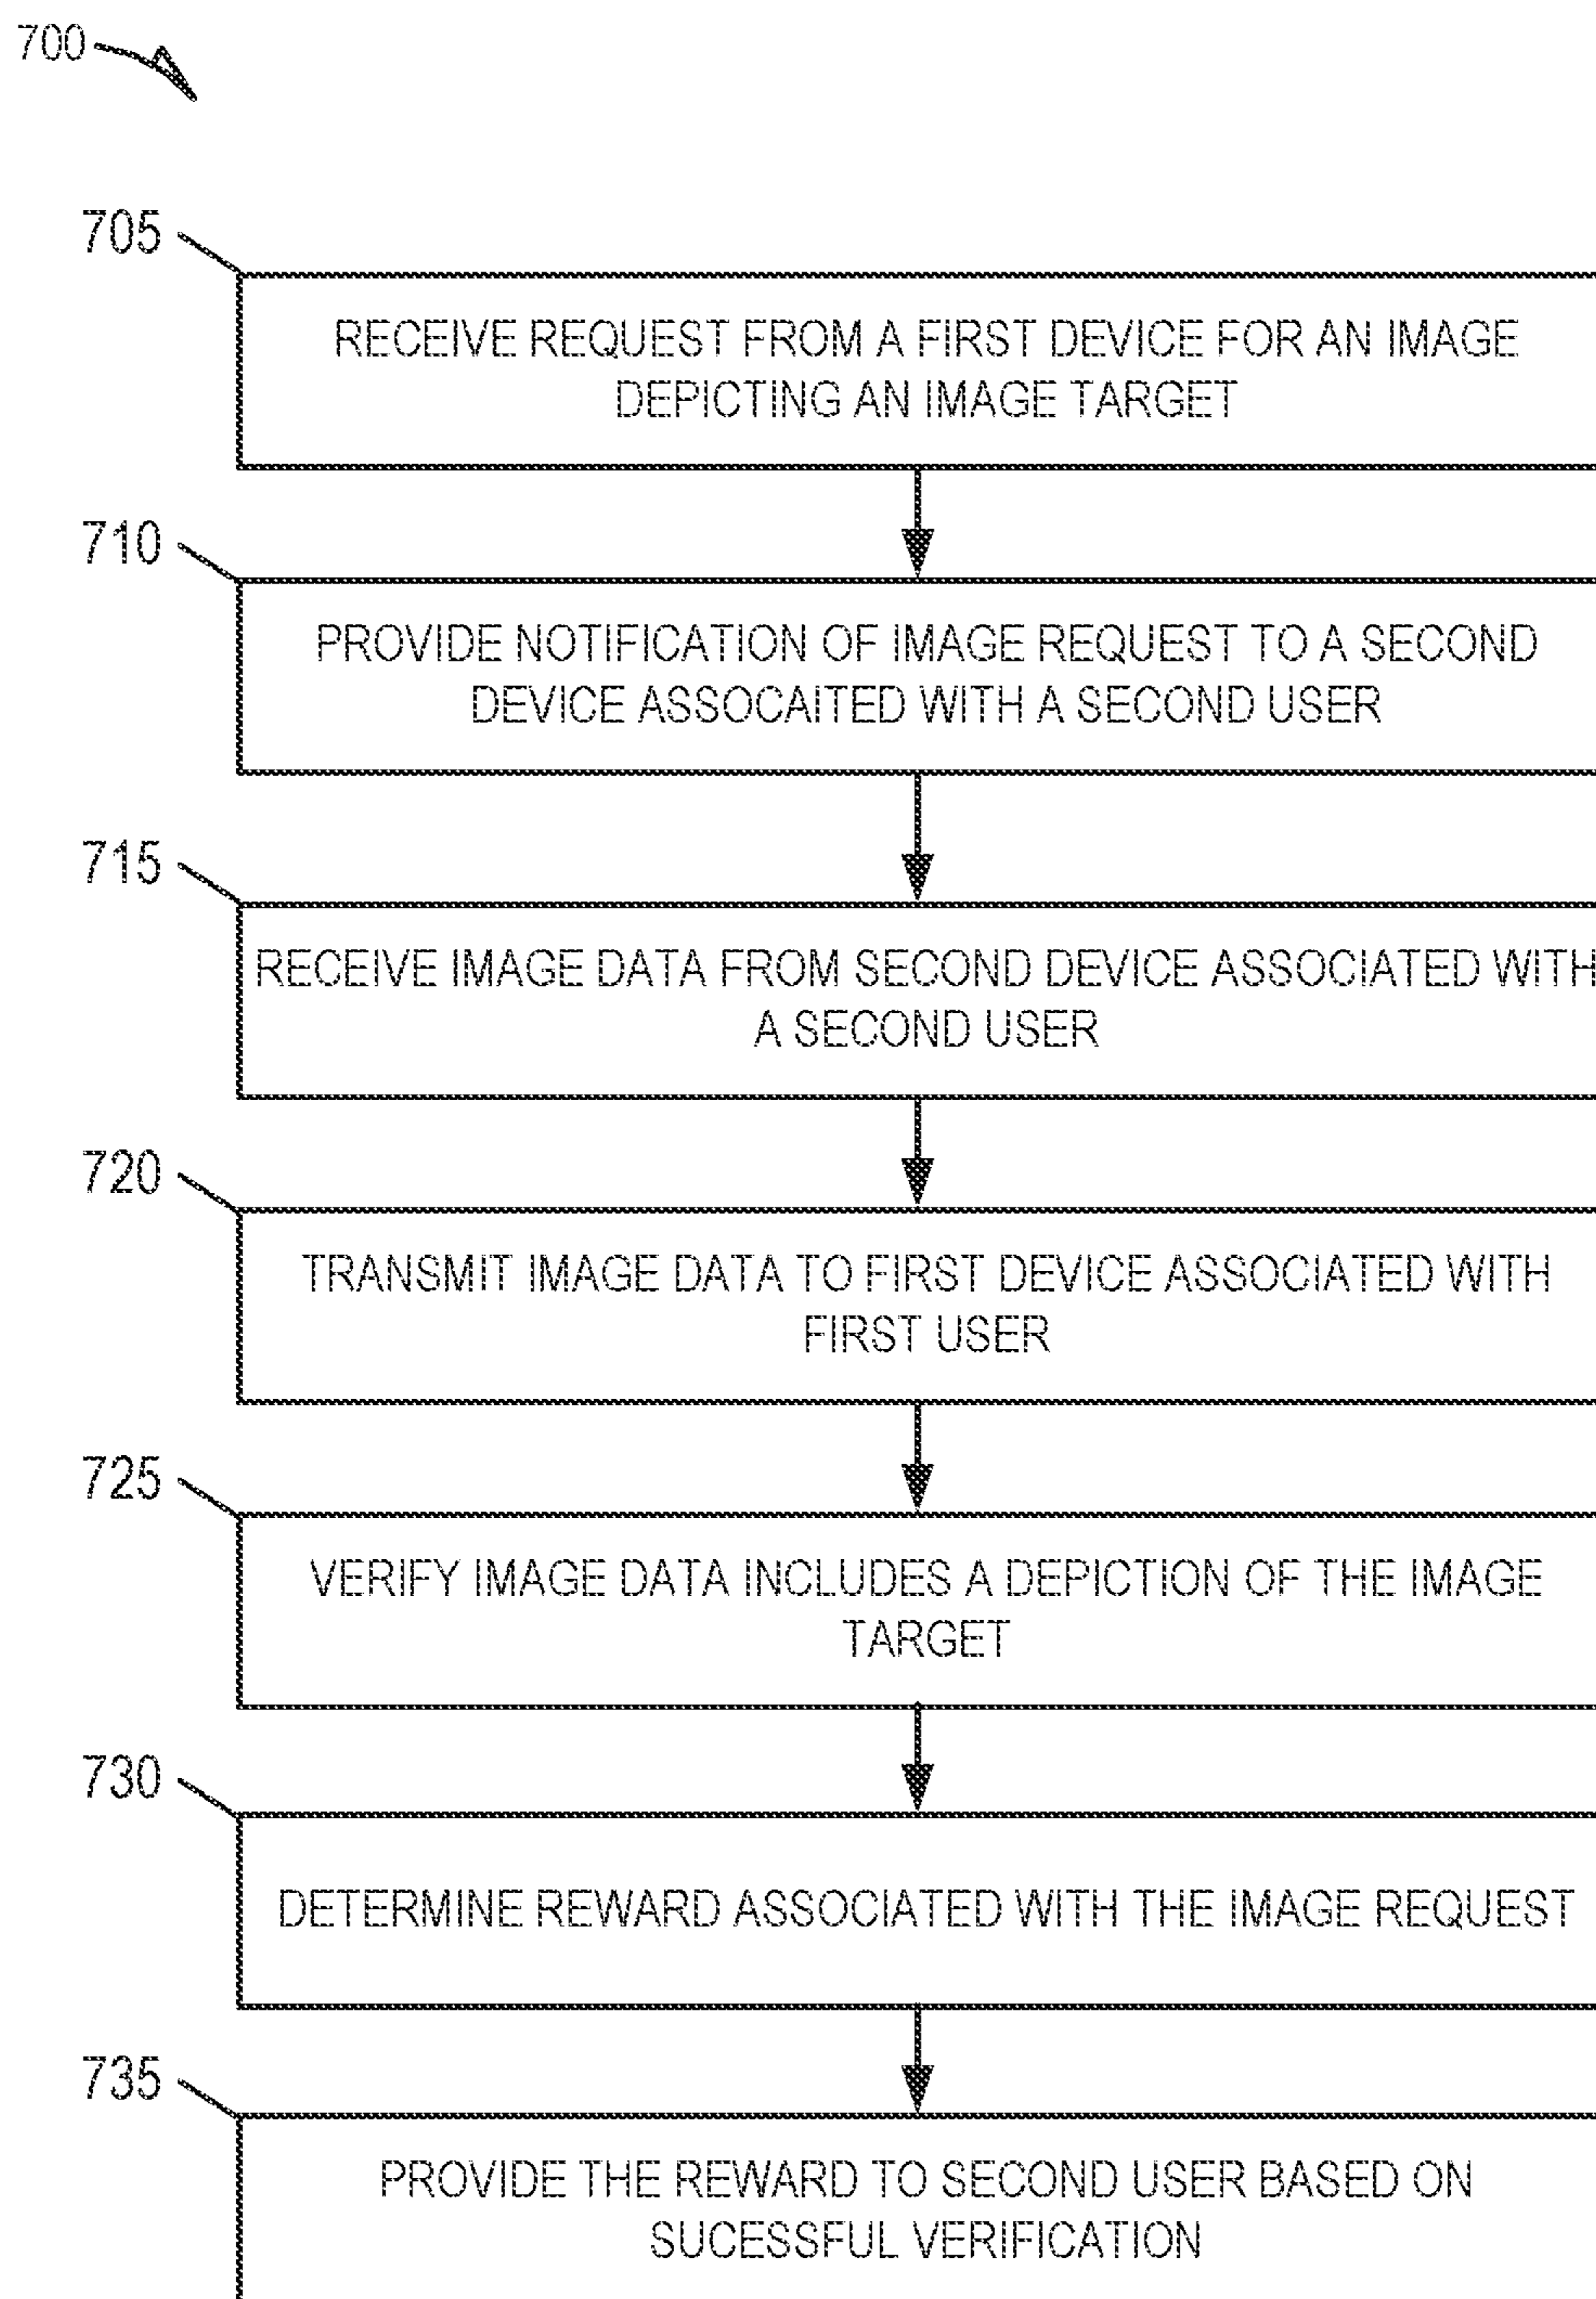 700
705
RECEIVE REQUEST FROM A FIRST DEVICE FOR AN IMAGE
DEPICTING AN IMAGE TARGET
710
PROVIDE NOTIFICATION OF IMAGE REQUEST TO A SECOND
DEVICE ASSOCAITED WITH A SECOND USER
715
RECEIVE IMAGE DATA FROM SECOND DEVICE ASSOCIATED WITH
A SECOND USER
720
TRANSMIT IMAGE DATA TO FIRST DEVICE ASSOCIATED WITH
FIRST USER
725
VERIFY IMAGE DATA INCLUDES A DEPICTION OF THE IMAGE
TARGET
730
DETERMINE REWARD ASSOCIATED WITH THE IMAGE REQUEST
735
PROVIDE THE REWARD TO SECOND USER BASED ON
SUCESSFUL VERIFICATION